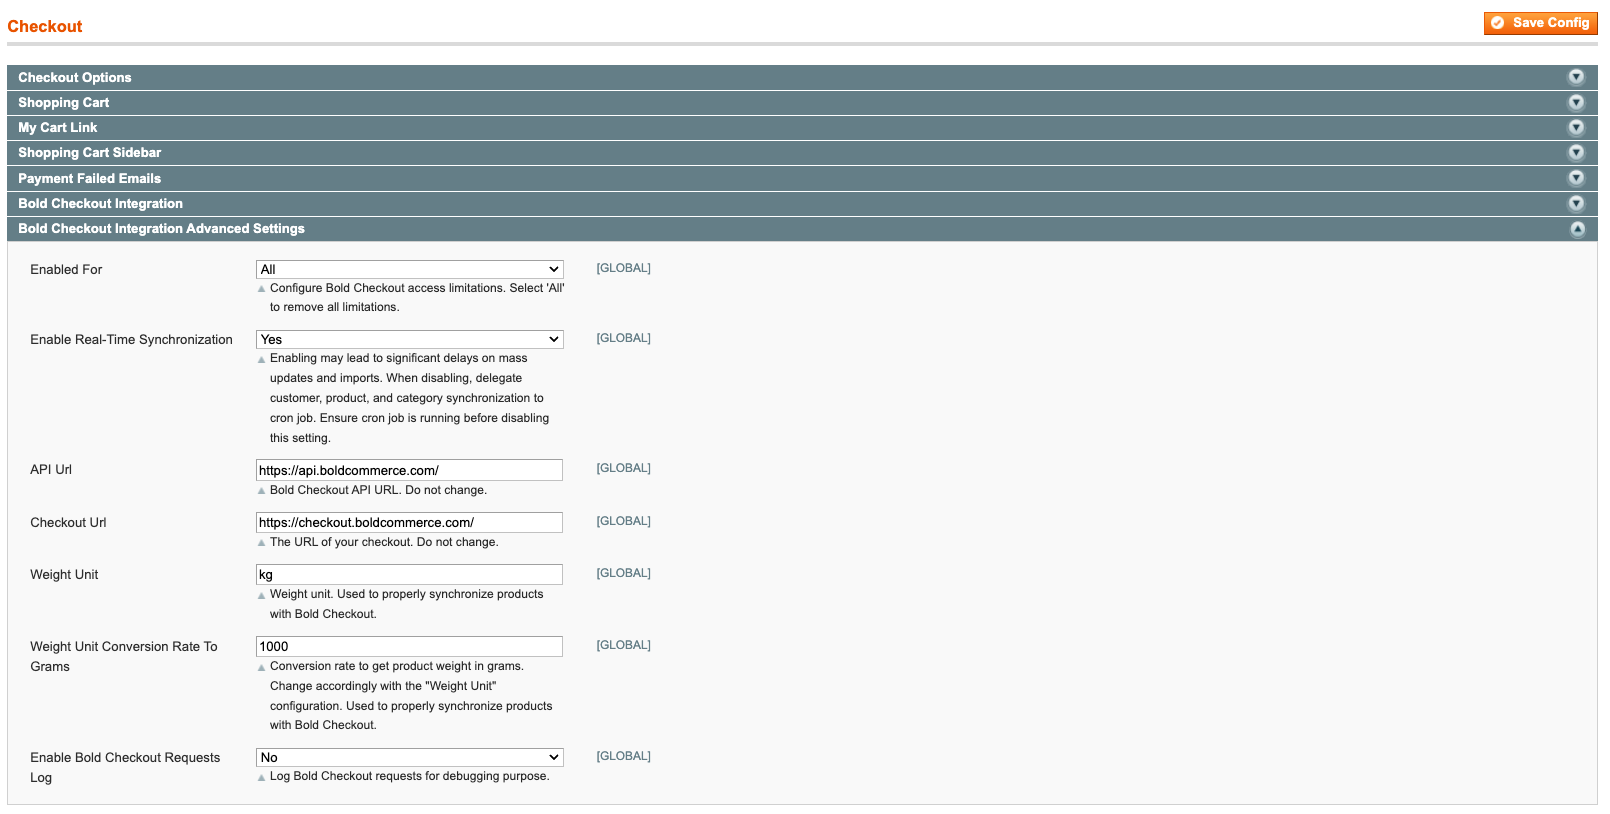 Checkout
Save Config
Checkout Options
Shopping Cart
My Cart Link
Shopping Cart Sidebar
Payment Failed Emails
Bold Checkout Integration
Bold Checkout Integration Advanced Settings
Enabled For
All
[GLOBAL]
Configure Bold Checkout access limitations. Select 'All'
to remove all limitations.
Enable Real-Time Synchronization
Yes
[GLOBAL]
Enabling may lead to significant delays on mass
updates and imports. When disabling, delegate
customer, product, and category synchronization to
cron job. Ensure cron job is running before disabling
this setting.
API Url
https://api.boldcommerce.com/
[GLOBAL]
Bold Checkout API URL. Do not change.
Checkout Url
https://checkout.boldcommerce.com/
[GLOBAL]
The URL of your checkout. Do not change.
Weight Unit
kg
[GLOBAL]
Weight unit. Used to properly synchronize products
with Bold Checkout.
Weight Unit Conversion Rate To
Grams
1000
[GLOBAL]
Conversion rate to get product weight in grams.
Change accordingly with the "Weight Unit"
configuration. Used to properly synchronize products
with Bold Checkout.
Enable Bold Checkout Requests
Log
No
[GLOBAL]
Log Bold Checkout requests for debugging purpose.